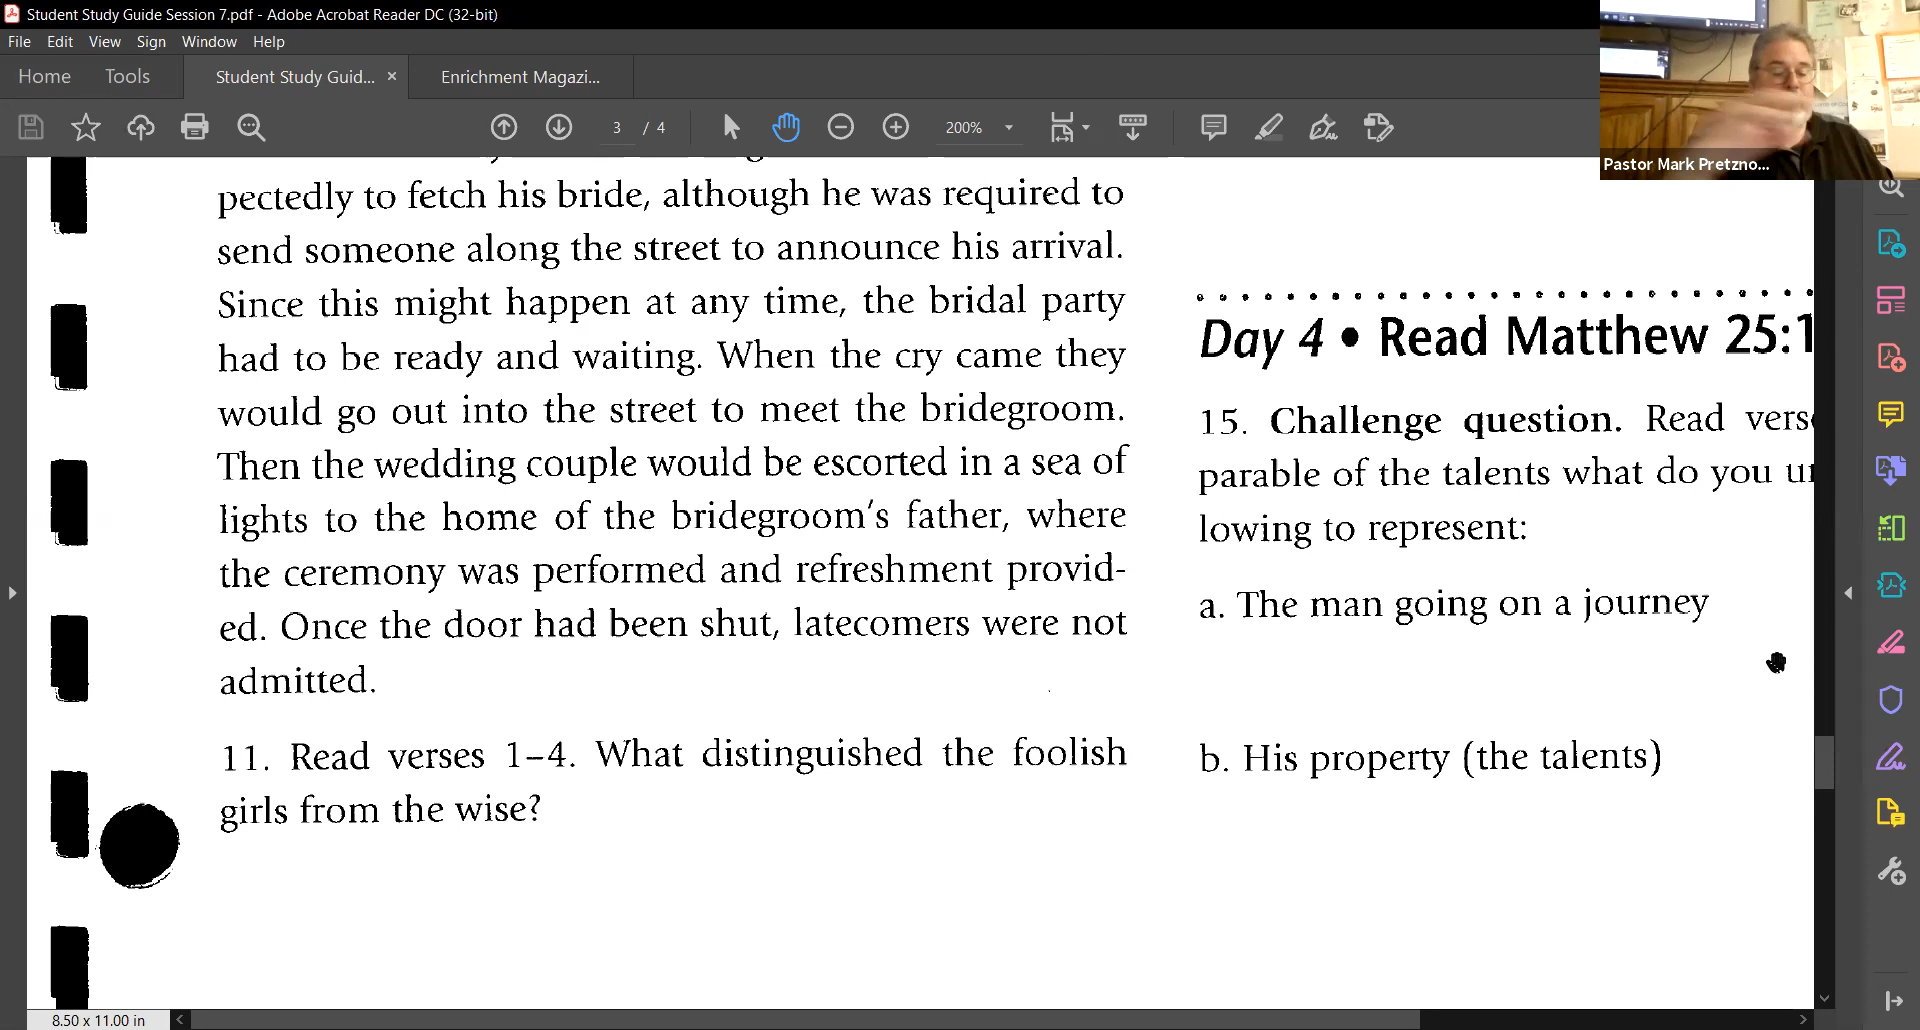 Student Study Guide Session 7.pdf - Adobe Acrobat Reader DC (32-bit)
File Edit View Sign Window Help
Home Tools Student Study Guid... × Enrichment Magazi...
3 / 4 200%
Pastor Mark Pretzno...
pectedly to fetch his bride, although he was required to
send someone along the street to announce his arrival.
Since this might happen at any time, the bridal party
had to be ready and waiting. When the cry came they
would go out into the street to meet the bridegroom.
Then the wedding couple would be escorted in a sea of
lights to the home of the bridegroom's father, where
the ceremony was performed and refreshment provid-
ed. Once the door had been shut, latecomers were not
admitted.
11. Read verses 1–4. What distinguished the foolish
girls from the wise?
Day 4 • Read Matthew 25:1
15. Challenge question. Read vers
parable of the talents what do you u
lowing to represent:
a. The man going on a journey
b. His property (the talents)
8.50 x 11.00 in